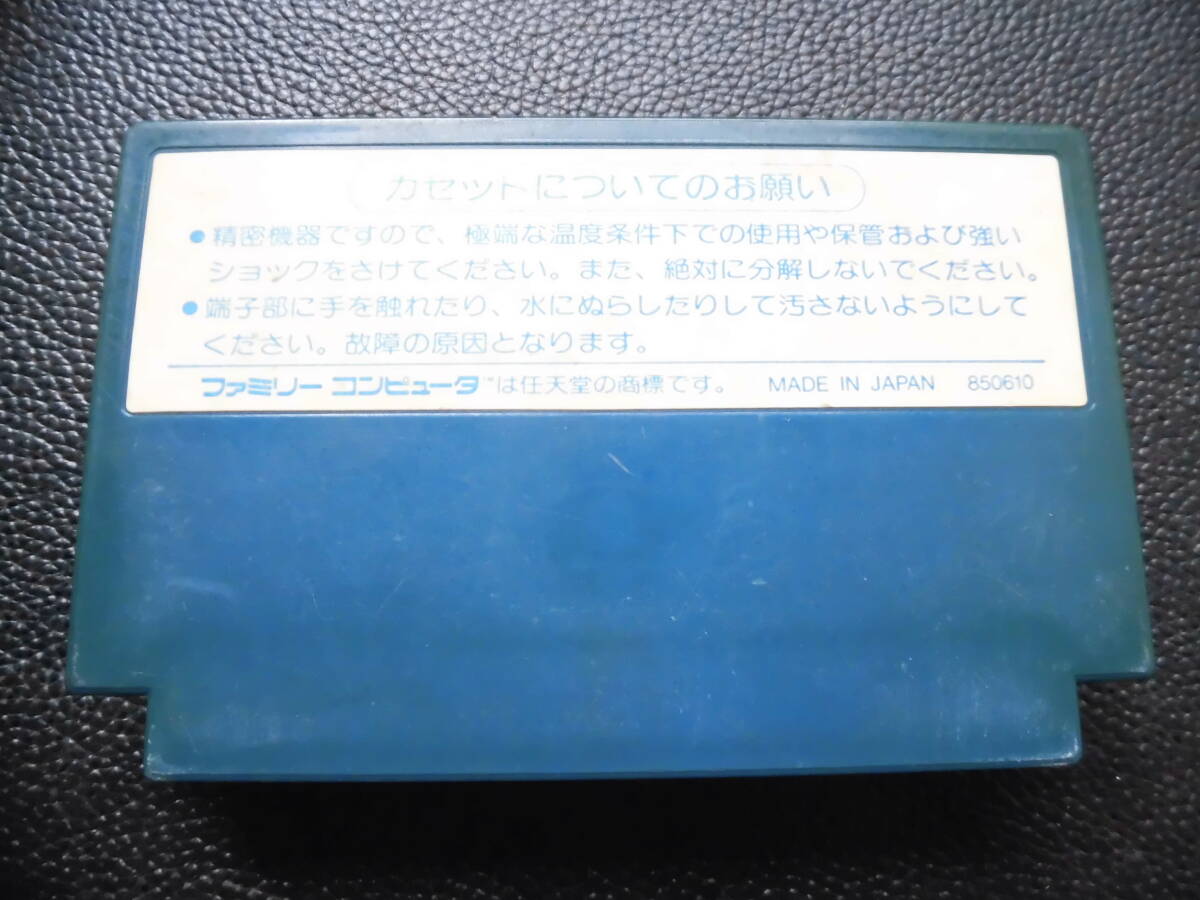 カセットについてのお願い
●精密機器ですので、極端な温度条件下での使用や保管および強い
ショックをさけてください。また、絶対に分解しないでください。
●端子部に手を触れたり、水にぬらしたりして汚さないようにして
ください。故障の原因となります。
ファミリー コンピュータ™は任天堂の商標です。 MADE IN JAPAN 850610